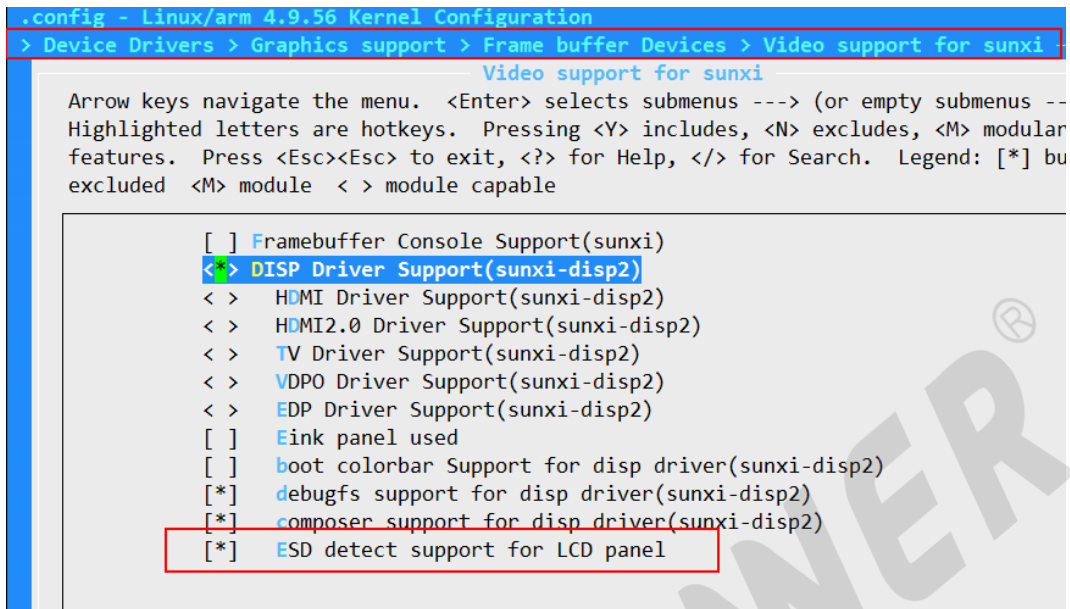 .config - Linux/arm 4.9.56 Kernel Configuration
> Device Drivers > Graphics support > Frame buffer Devices > Video support for sunxi
Video support for sunxi
Arrow keys navigate the menu.  <Enter> selects submenus ---> (or empty submenus --
Highlighted letters are hotkeys.  Pressing <Y> includes, <N> excludes, <M> modular
features.  Press <Esc><Esc> to exit, <?> for Help, </> for Search.  Legend: [*] bu
excluded  <M> module  < > module capable
[ ] Framebuffer Console Support(sunxi)
<*> DISP Driver Support(sunxi-disp2)
< >   HDMI Driver Support(sunxi-disp2)
< >   HDMI2.0 Driver Support(sunxi-disp2)
< >   TV Driver Support(sunxi-disp2)
< >   VDPO Driver Support(sunxi-disp2)
< >   EDP Driver Support(sunxi-disp2)
[ ]   Eink panel used
[ ]   boot colorbar Support for disp driver(sunxi-disp2)
[*]   debugfs support for disp driver(sunxi-disp2)
[*]   composer support for disp driver(sunxi-disp2)
[*]   ESD detect support for LCD panel
WNER®